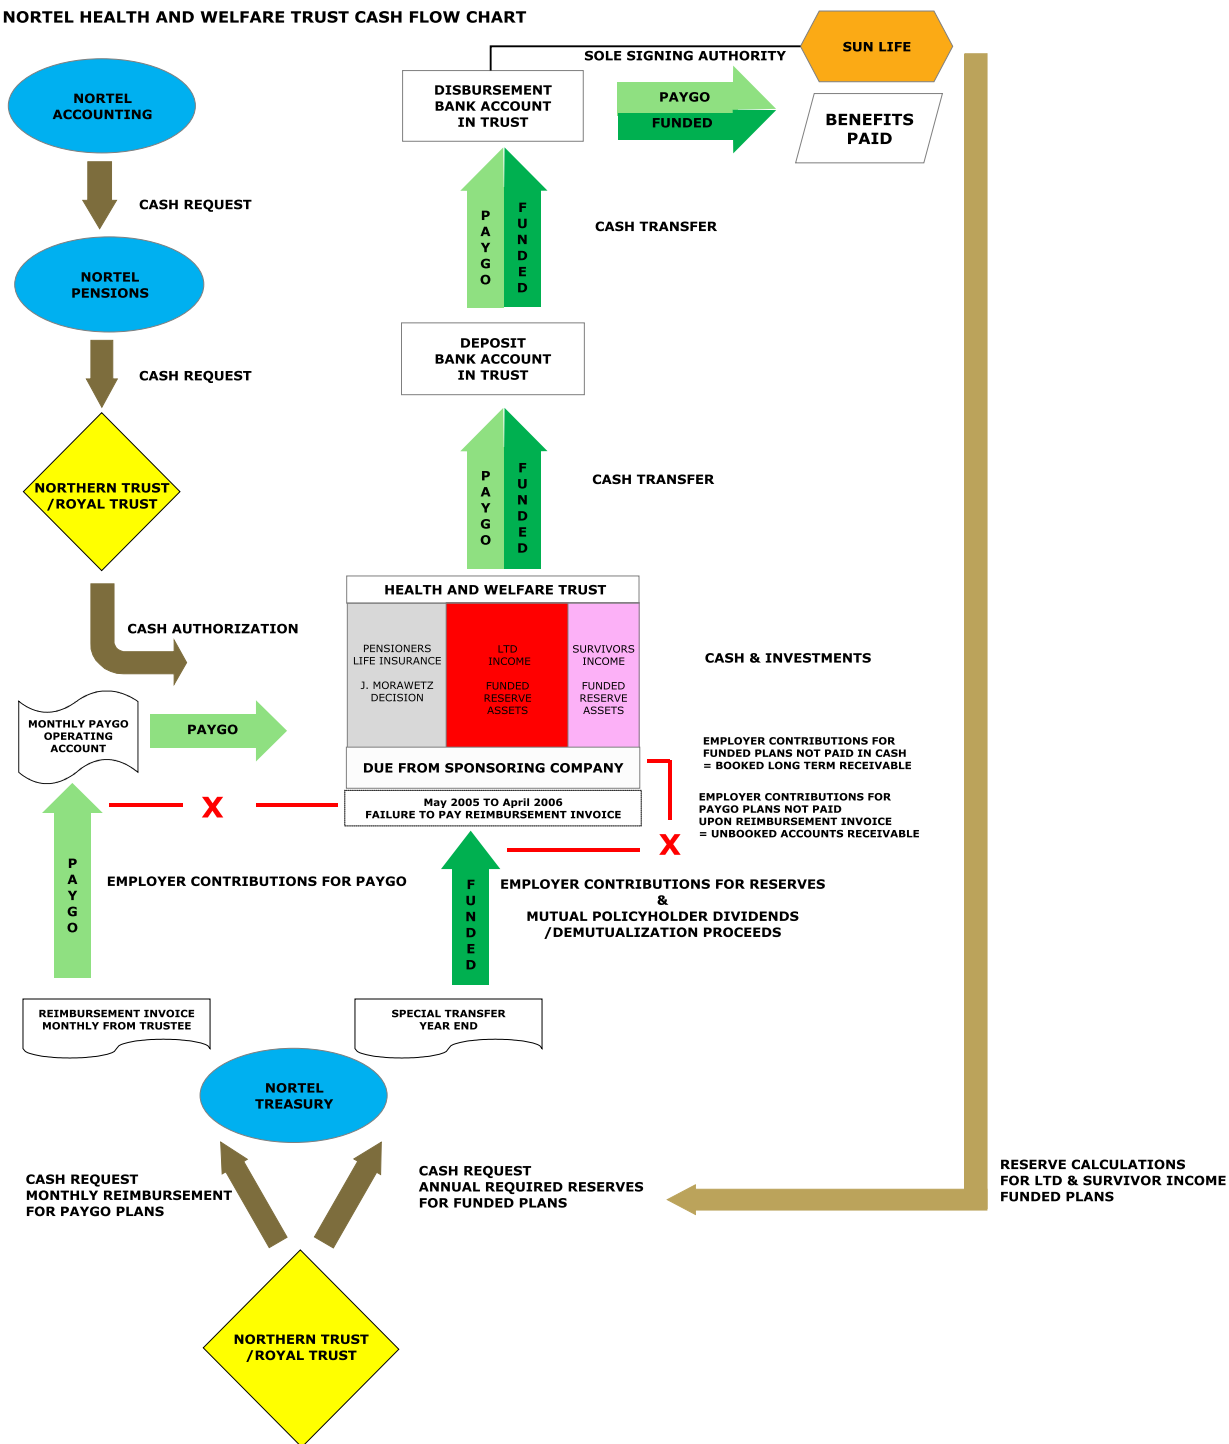 NORTEL HEALTH AND WELFARE TRUST CASH FLOW CHART
SUN LIFE
SOLE SIGNING AUTHORITY
NORTEL
ACCOUNTING
DISBURSEMENT
BANK ACCOUNT
IN TRUST
PAYGO
FUNDED
BENEFITS
PAID
CASH REQUEST
PAYGO
FUNDED
CASH TRANSFER
NORTEL
PENSIONS
DEPOSIT
BANK ACCOUNT
IN TRUST
CASH REQUEST
NORTHERN TRUST
/ROYAL TRUST
PAYGO
FUNDED
CASH TRANSFER
HEALTH AND WELFARE TRUST
CASH AUTHORIZATION
PENSIONERS
LIFE INSURANCE
J. MORAWETZ
DECISION
LTD
INCOME
FUNDED
RESERVE
ASSETS
SURVIVORS
INCOME
FUNDED
RESERVE
ASSETS
CASH & INVESTMENTS
MONTHLY PAYGO
OPERATING
ACCOUNT
PAYGO
DUE FROM SPONSORING COMPANY
EMPLOYER CONTRIBUTIONS FOR
FUNDED PLANS NOT PAID IN CASH
= BOOKED LONG TERM RECEIVABLE
X
May 2005 TO April 2006
FAILURE TO PAY REIMBURSEMENT INVOICE
EMPLOYER CONTRIBUTIONS FOR
PAYGO PLANS NOT PAID
UPON REIMBURSEMENT INVOICE
= UNBOOKED ACCOUNTS RECEIVABLE
X
PAYGO
EMPLOYER CONTRIBUTIONS FOR PAYGO
FUNDED
EMPLOYER CONTRIBUTIONS FOR RESERVES
&
MUTUAL POLICYHOLDER DIVIDENDS
/DEMUTUALIZATION PROCEEDS
REIMBURSEMENT INVOICE
MONTHLY FROM TRUSTEE
SPECIAL TRANSFER
YEAR END
NORTEL
TREASURY
CASH REQUEST
MONTHLY REIMBURSEMENT
FOR PAYGO PLANS
CASH REQUEST
ANNUAL REQUIRED RESERVES
FOR FUNDED PLANS
RESERVE CALCULATIONS
FOR LTD & SURVIVOR INCOME
FUNDED PLANS
NORTHERN TRUST
/ROYAL TRUST